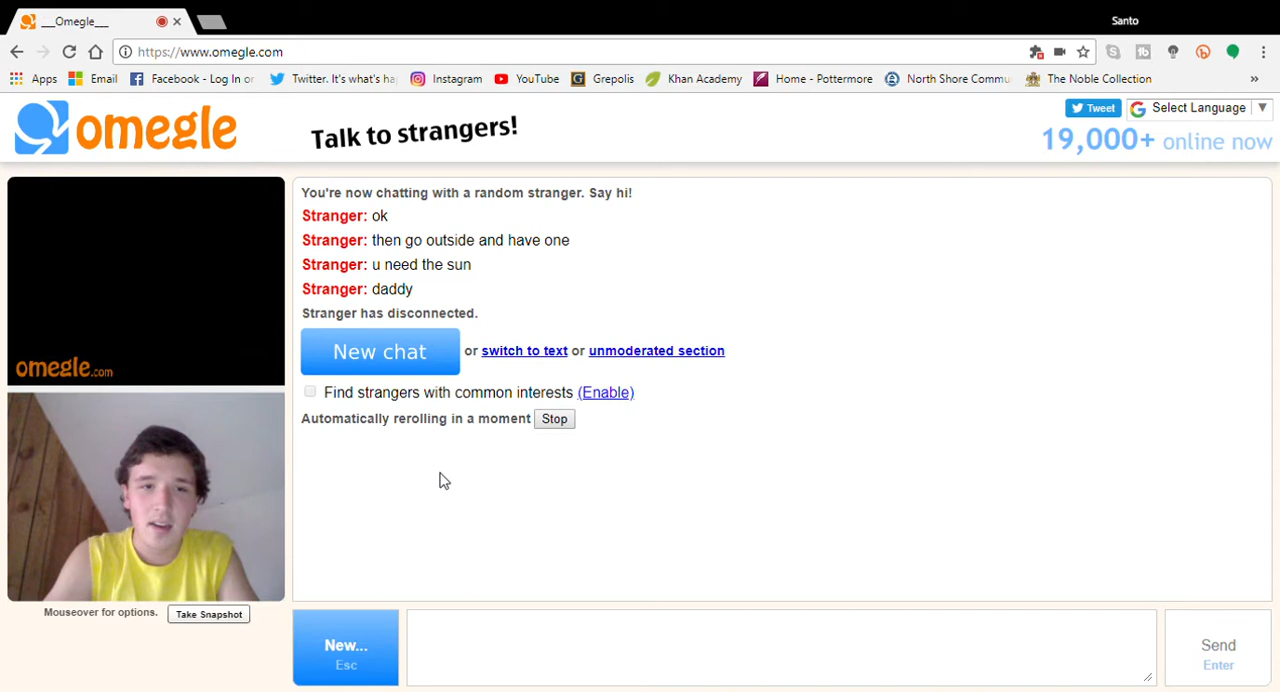 __Omegle__
Santo
https://www.omegle.com
Apps Email Facebook - Log In or Twitter. It's what's ha Instagram YouTube Grepolis Khan Academy Home - Pottermore North Shore Commu The Noble Collection »
omegle
Talk to strangers!
Tweet
G Select Language ▼
19,000+ online now
You're now chatting with a random stranger. Say hi!
Stranger: ok
Stranger: then go outside and have one
Stranger: u need the sun
Stranger: daddy
Stranger has disconnected.
New chat or switch to text or unmoderated section
Find strangers with common interests (Enable)
Automatically rerolling in a moment Stop
omegle.com
Mouseover for options. Take Snapshot
New...
Esc
Send
Enter